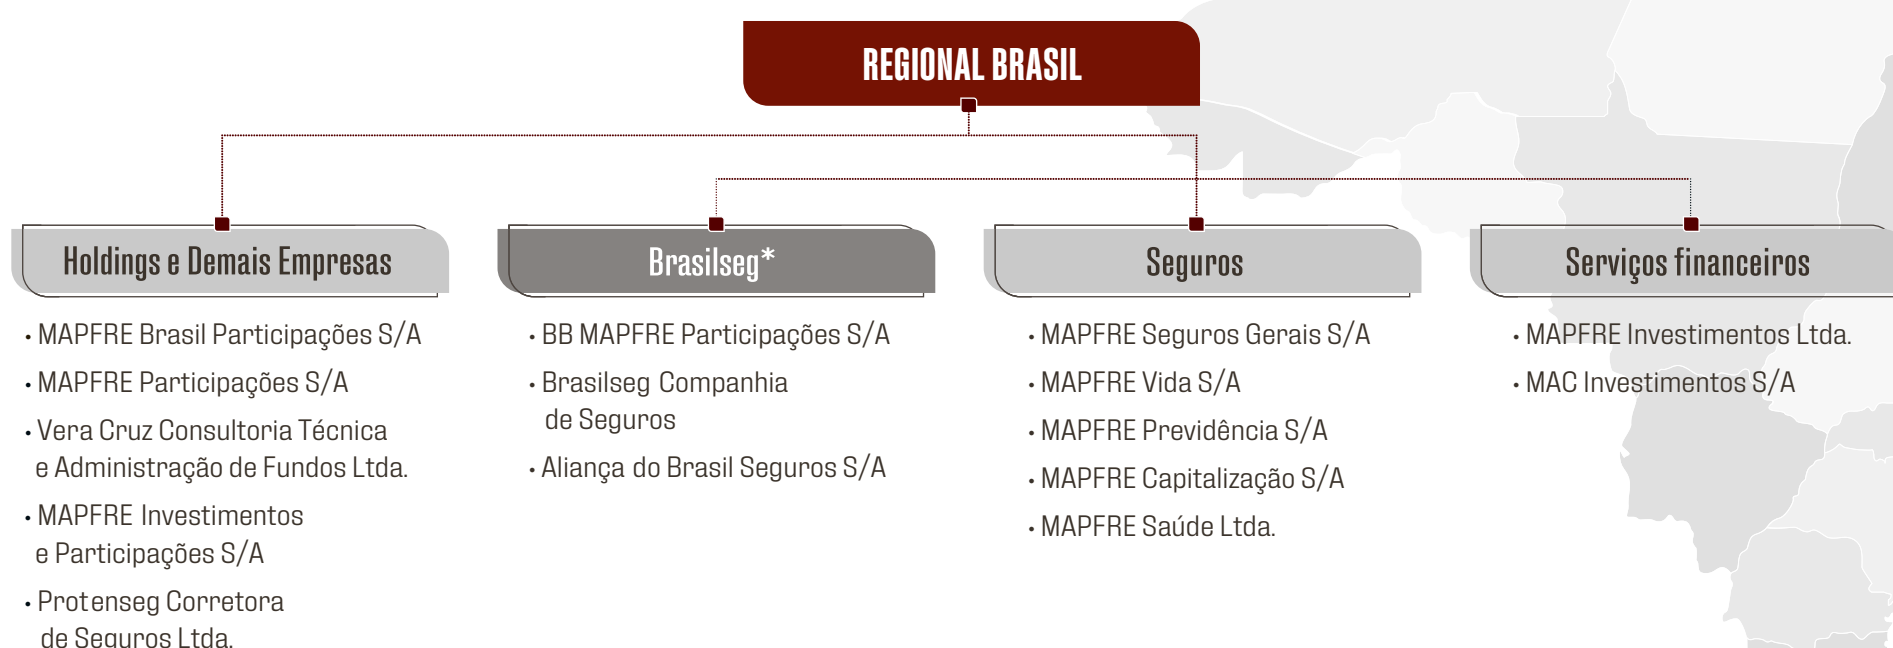 REGIONAL BRASIL
Holdings e Demais Empresas
• MAPFRE Brasil Participações S/A
• MAPFRE Participações S/A
• Vera Cruz Consultoria Técnica
e Administração de Fundos Ltda.
• MAPFRE Investimentos
e Participações S/A
• Protenseg Corretora
de Seguros Ltda.
Brasilseg*
• BB MAPFRE Participações S/A
• Brasilseg Companhia
de Seguros
• Aliança do Brasil Seguros S/A
Seguros
• MAPFRE Seguros Gerais S/A
• MAPFRE Vida S/A
• MAPFRE Previdência S/A
• MAPFRE Capitalização S/A
• MAPFRE Saúde Ltda.
Serviços financeiros
• MAPFRE Investimentos Ltda.
• MAC Investimentos S/A